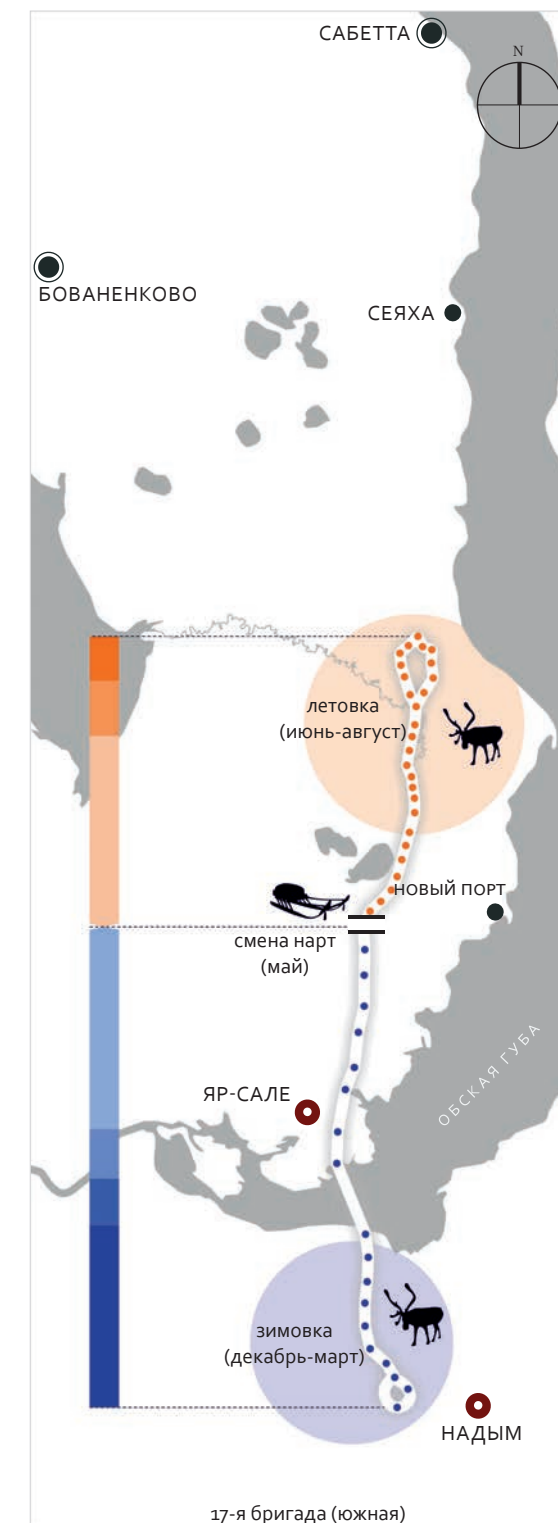 САБЕТТА
N
БОВАНЕНКОВО
СЕЯХА
летовка
(июнь-август)
НОВЫЙ ПОРТ
смена нарт
(май)
ОБСКАЯ ГУБА
ЯР-САЛЕ
зимовка
(декабрь-март)
НАДЫМ
17-я бригада (южная)